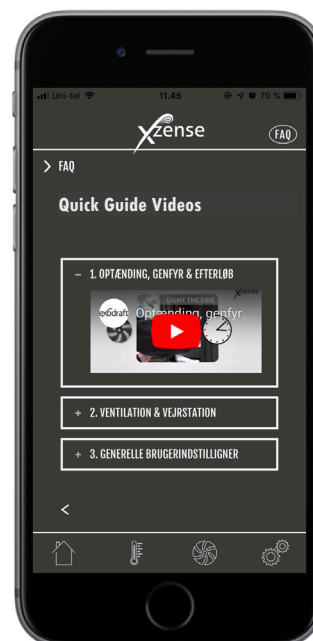 Uni-tel 11.45 79 %
xzense
FAQ
> FAQ
Quick Guide Videos
− 1. OPTÆNDING, GENFYR & EFTERLØB
LIGHT THE FIRE
xzense
exodraft
Optænding, genfyr...
+ 2. VENTILATION & VEJRSTATION
+ 3. GENERELLE BRUGERINDSTILLIGNER
<